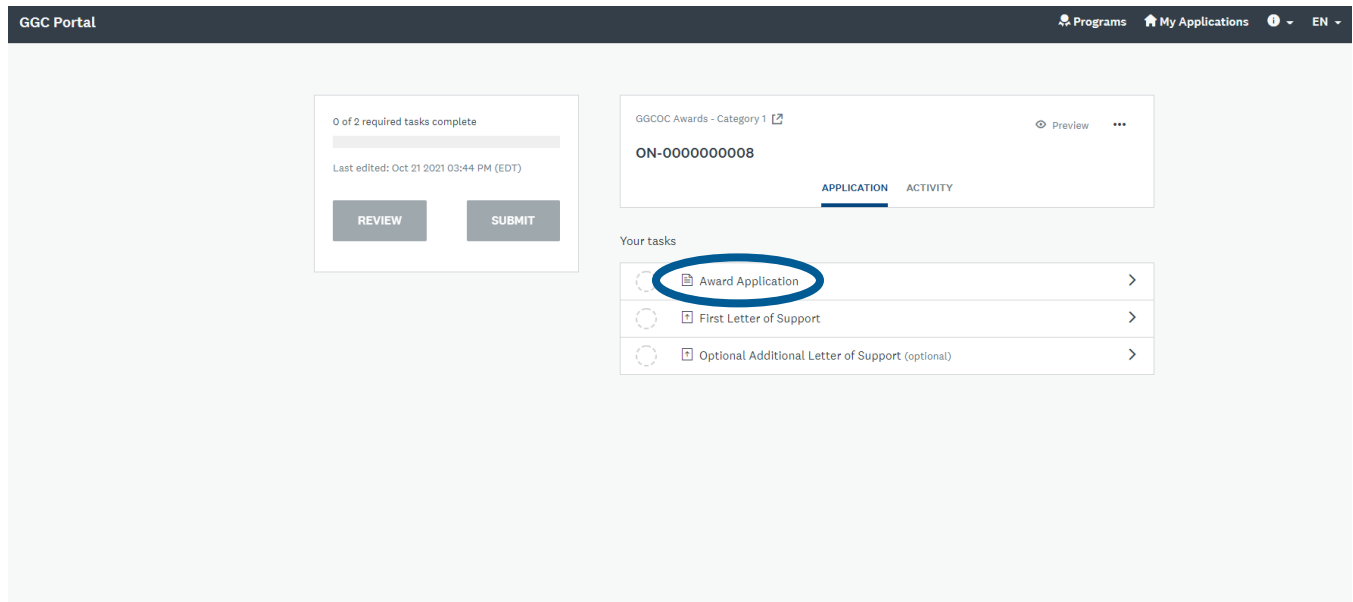 GGC Portal
Programs
My Applications
EN
0 of 2 required tasks complete
Last edited: Oct 21 2021 03:44 PM (EDT)
REVIEW
SUBMIT
GGCOC Awards - Category 1
Preview
ON-0000000008
APPLICATION
ACTIVITY
Your tasks
Award Application
First Letter of Support
Optional Additional Letter of Support (optional)